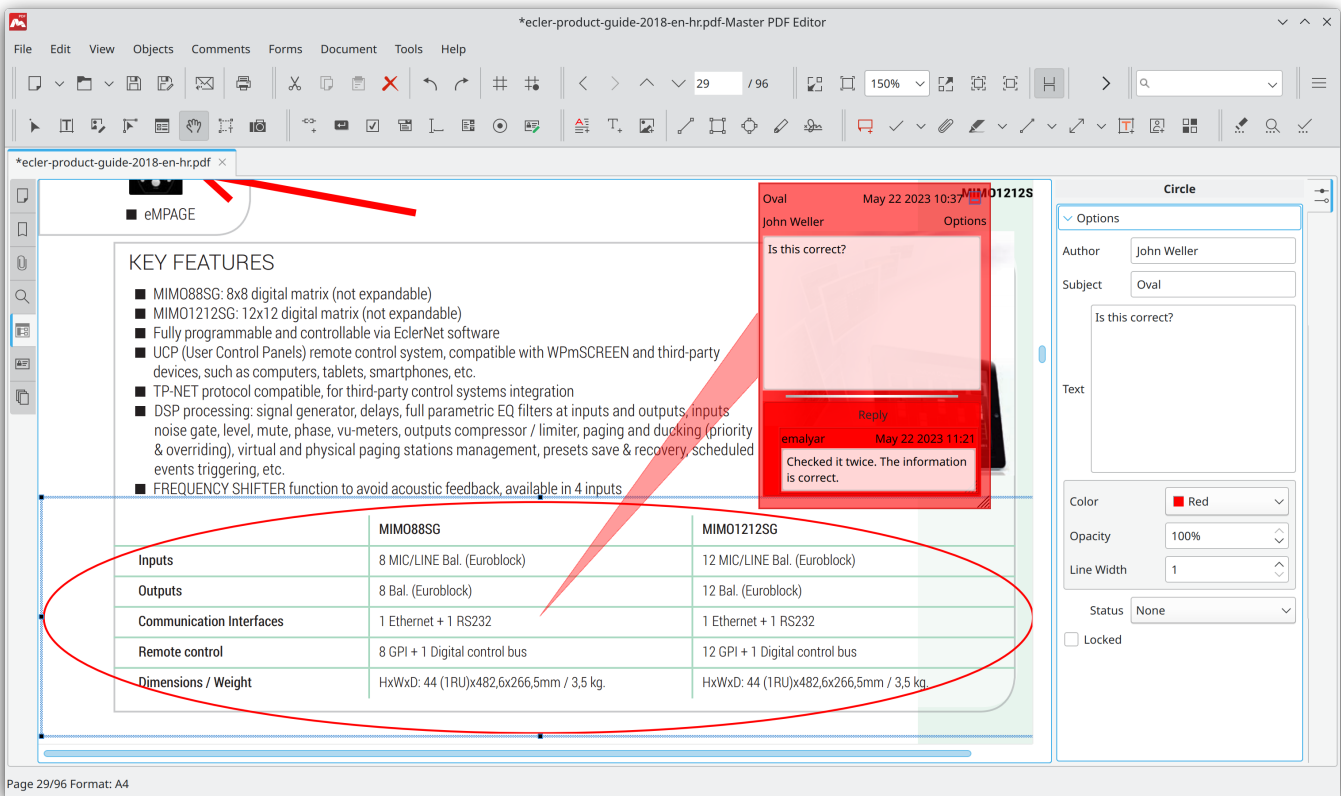 *ecler-product-guide-2018-en-hr.pdf-Master PDF Editor
File Edit View Objects Comments Forms Document Tools Help
29 / 96 150%
*ecler-product-guide-2018-en-hr.pdf
eMPAGE
MIMO1212S
KEY FEATURES
MIMO88SG: 8x8 digital matrix (not expandable)
MIMO1212SG: 12x12 digital matrix (not expandable)
Fully programmable and controllable via EclerNet software
UCP (User Control Panels) remote control system, compatible with WPmSCREEN and third-party
devices, such as computers, tablets, smartphones, etc.
TP-NET protocol compatible, for third-party control systems integration
DSP processing: signal generator, delays, full parametric EQ filters at inputs and outputs, inputs
noise gate, level, mute, phase, vu-meters, outputs compressor / limiter, paging and ducking (priority
& overriding), virtual and physical paging stations management, presets save & recovery, scheduled
events triggering, etc.
FREQUENCY SHIFTER function to avoid acoustic feedback, available in 4 inputs
MIMO88SG MIMO1212SG
Inputs 8 MIC/LINE Bal. (Euroblock) 12 MIC/LINE Bal. (Euroblock)
Outputs 8 Bal. (Euroblock) 12 Bal. (Euroblock)
Communication Interfaces 1 Ethernet + 1 RS232 1 Ethernet + 1 RS232
Remote control 8 GPI + 1 Digital control bus 12 GPI + 1 Digital control bus
Dimensions / Weight HxWxD: 44 (1RU)x482,6x266,5mm / 3,5 kg. HxWxD: 44 (1RU)x482,6x266,5mm / 3,5 kg.
Oval May 22 2023 10:37
John Weller Options
Is this correct?
Reply
emalyar May 22 2023 11:21
Checked it twice. The information
is correct.
Circle
Options
Author John Weller
Subject Oval
Text Is this correct?
Color Red
Opacity 100%
Line Width 1
Status None
Locked
Page 29/96 Format: A4